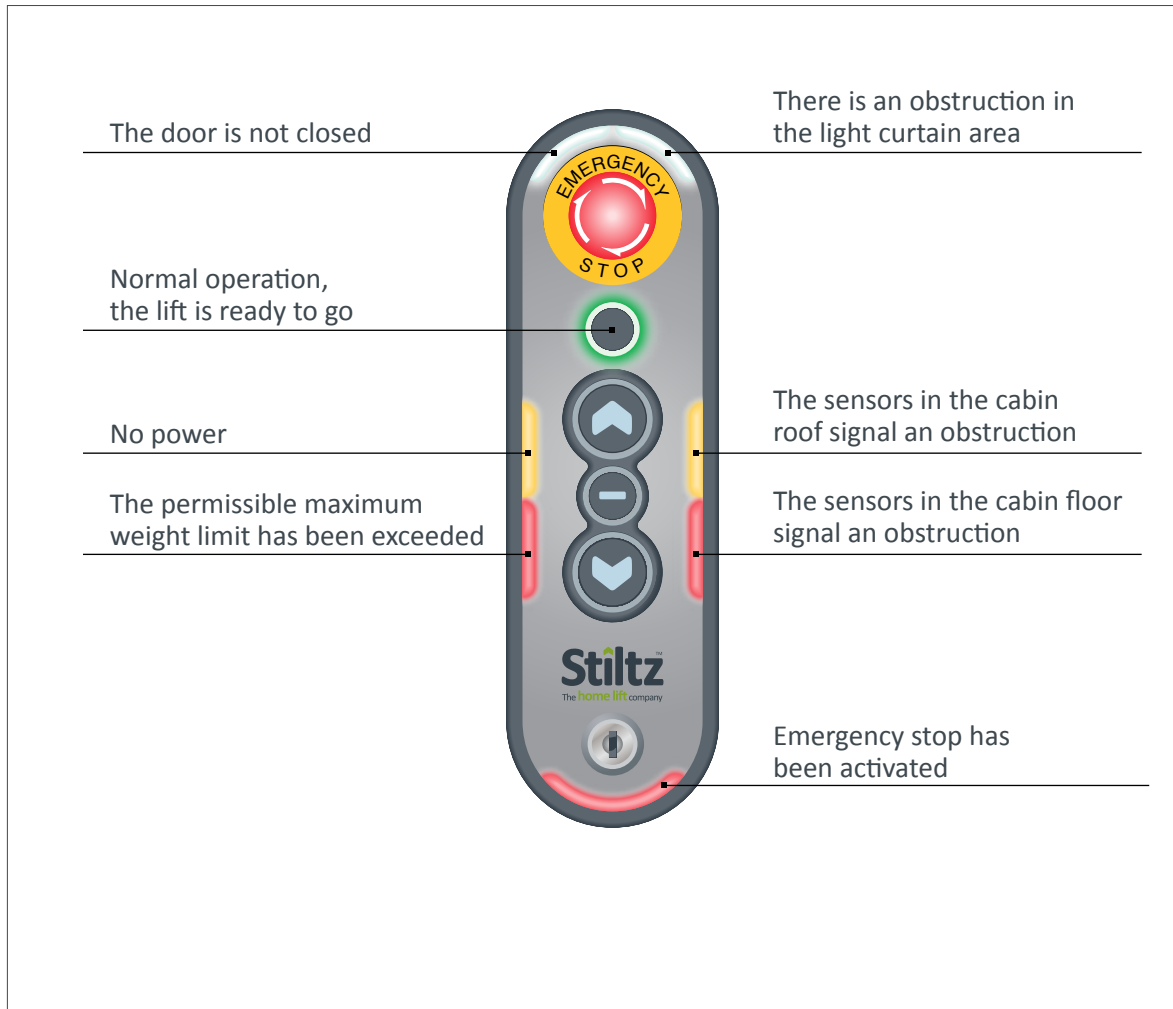 The door is not closed
There is an obstruction in
the light curtain area
EMERGENCY
STOP
Normal operation,
the lift is ready to go
No power
The sensors in the cabin
roof signal an obstruction
The permissible maximum
weight limit has been exceeded
The sensors in the cabin floor
signal an obstruction
Stiltz™
The home lift company
Emergency stop has
been activated